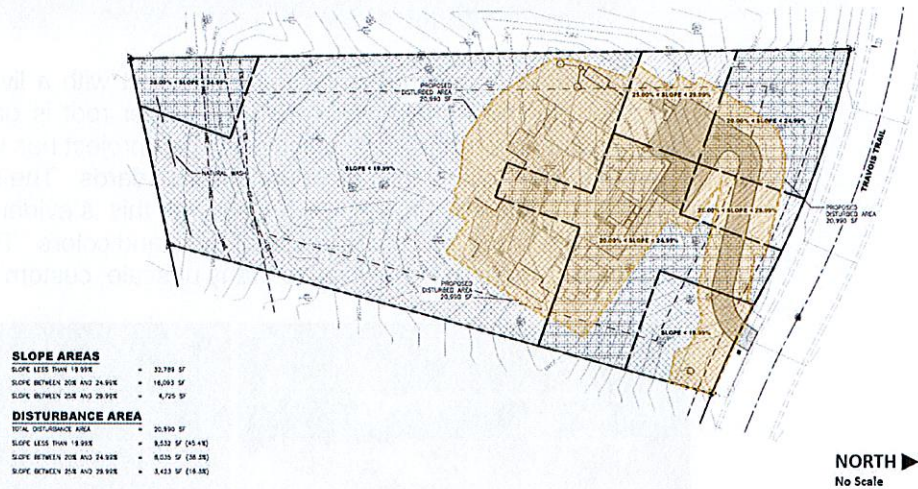 PROPOSED
DISTURBED AREA
20,990 SF
25.00% < SLOPE < 29.99%
20.00% < SLOPE < 24.99%
NATURAL WASH
SLOPE < 19.99%
TRAVOIS TRAIL
25.00% < SLOPE < 29.99%
PROPOSED
DISTURBED AREA
20,990 SF
20.00% < SLOPE < 24.99%
PROPOSED
DISTURBED AREA
20,990 SF
SLOPE < 19.99%
SLOPE AREAS
SLOPE LESS THAN 19.99% = 32,789 SF
SLOPE BETWEEN 20% AND 24.99% = 16,093 SF
SLOPE BETWEEN 25% AND 29.99% = 4,725 SF
DISTURBANCE AREA
TOTAL DISTURBANCE AREA = 20,990 SF
SLOPE LESS THAN 19.99% = 9,532 SF (45.4%)
SLOPE BETWEEN 20% AND 24.99% = 8,035 SF (38.3%)
SLOPE BETWEEN 25% AND 29.99% = 3,423 SF (16.3%)
NORTH
No Scale